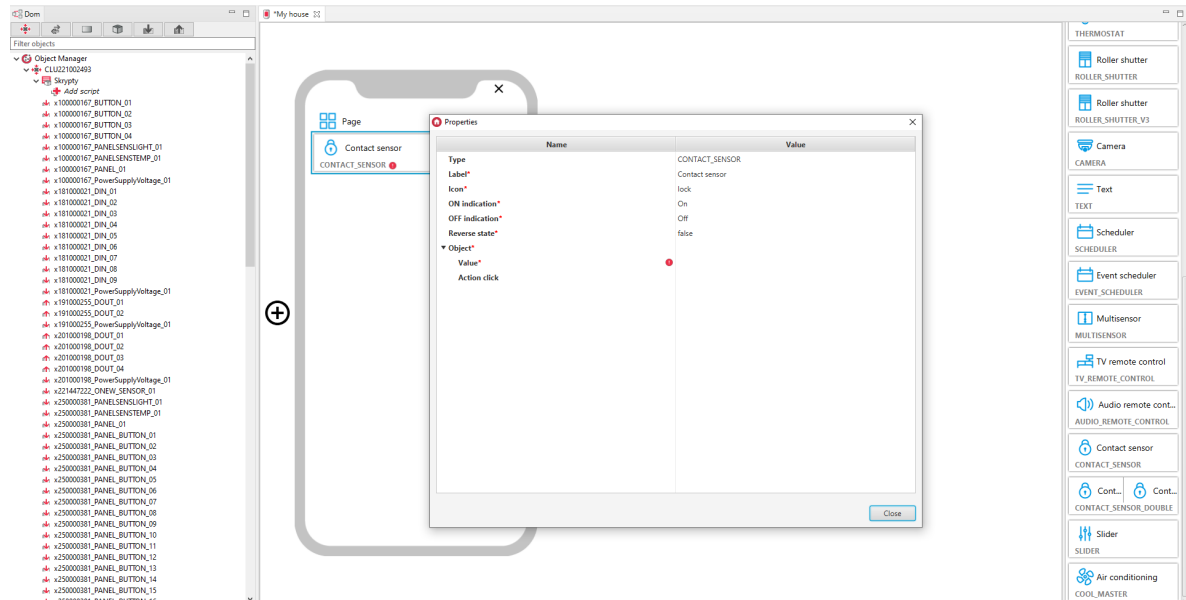 Dom
*My house
Filter objects
Object Manager
CLU221002493
Skrypty
Add script
x100000167_BUTTON_01
x100000167_BUTTON_02
x100000167_BUTTON_03
x100000167_BUTTON_04
x100000167_PANELSENSLIGHT_01
x100000167_PANELSENSTEMP_01
x100000167_PANEL_01
x100000167_PowerSupplyVoltage_01
x181000021_DIN_01
x181000021_DIN_02
x181000021_DIN_03
x181000021_DIN_04
x181000021_DIN_05
x181000021_DIN_06
x181000021_DIN_07
x181000021_DIN_08
x181000021_DIN_09
x181000021_PowerSupplyVoltage_01
x191000255_DOUT_01
x191000255_DOUT_02
x191000255_PowerSupplyVoltage_01
x201000198_DOUT_01
x201000198_DOUT_02
x201000198_DOUT_03
x201000198_DOUT_04
x201000198_PowerSupplyVoltage_01
x221447222_ONEW_SENSOR_01
x250000381_PANELSENSLIGHT_01
x250000381_PANELSENSTEMP_01
x250000381_PANEL_01
x250000381_PANEL_BUTTON_01
x250000381_PANEL_BUTTON_02
x250000381_PANEL_BUTTON_03
x250000381_PANEL_BUTTON_04
x250000381_PANEL_BUTTON_05
x250000381_PANEL_BUTTON_06
x250000381_PANEL_BUTTON_07
x250000381_PANEL_BUTTON_08
x250000381_PANEL_BUTTON_09
x250000381_PANEL_BUTTON_10
x250000381_PANEL_BUTTON_11
x250000381_PANEL_BUTTON_12
x250000381_PANEL_BUTTON_13
x250000381_PANEL_BUTTON_14
x250000381_PANEL_BUTTON_15
Page
Contact sensor
CONTACT_SENSOR
Properties
Name Value
Type CONTACT_SENSOR
Label* Contact sensor
Icon* lock
ON indication* On
OFF indication* Off
Reverse state* false
Object*
Value*
Action click
Close
THERMOSTAT
Roller shutter
ROLLER_SHUTTER
Roller shutter
ROLLER_SHUTTER_V3
Camera
CAMERA
Text
TEXT
Scheduler
SCHEDULER
Event scheduler
EVENT_SCHEDULER
Multisensor
MULTISENSOR
TV remote control
TV_REMOTE_CONTROL
Audio remote cont...
AUDIO_REMOTE_CONTROL
Contact sensor
CONTACT_SENSOR
Cont... Cont...
CONTACT_SENSOR_DOUBLE
Slider
SLIDER
Air conditioning
COOL_MASTER